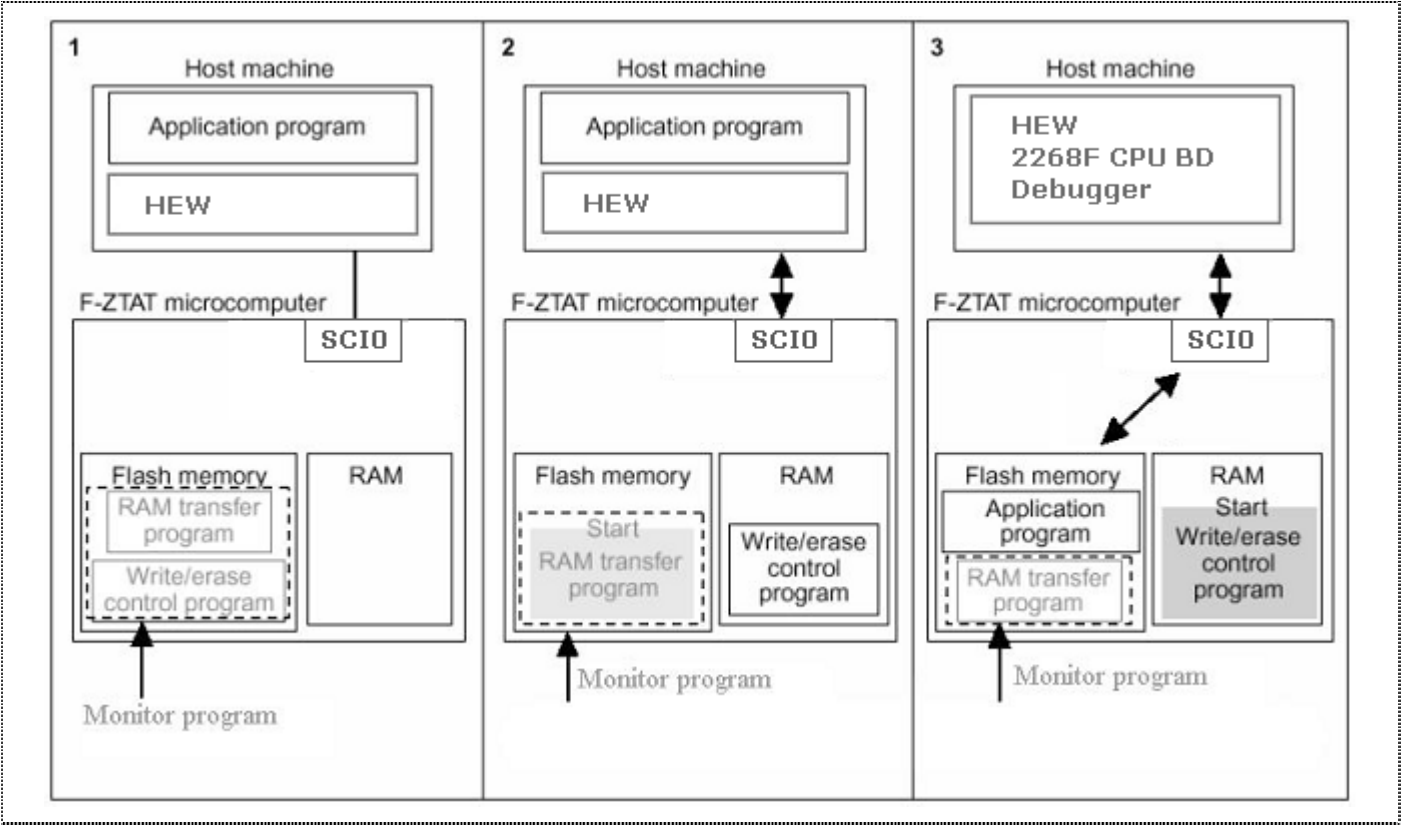 1
Host machine
Application program
HEW
F-ZTAT microcomputer
SCI0
Flash memory
RAM transfer
program
Write/erase
control program
RAM
Monitor program
2
Host machine
Application program
HEW
F-ZTAT microcomputer
SCI0
Flash memory
Start
RAM transfer
program
RAM
Write/erase
control
program
Monitor program
3
Host machine
HEW
2268F CPU BD
Debugger
F-ZTAT microcomputer
SCI0
Flash memory
Application
program
RAM transfer
program
RAM
Start
Write/erase
control
program
Monitor program